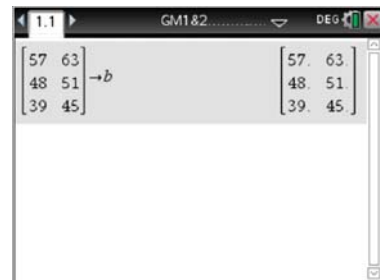 1.1 GM1&2............ DEG
57 63 57. 63.
48 51 →b 48. 51.
39 45 39. 45.